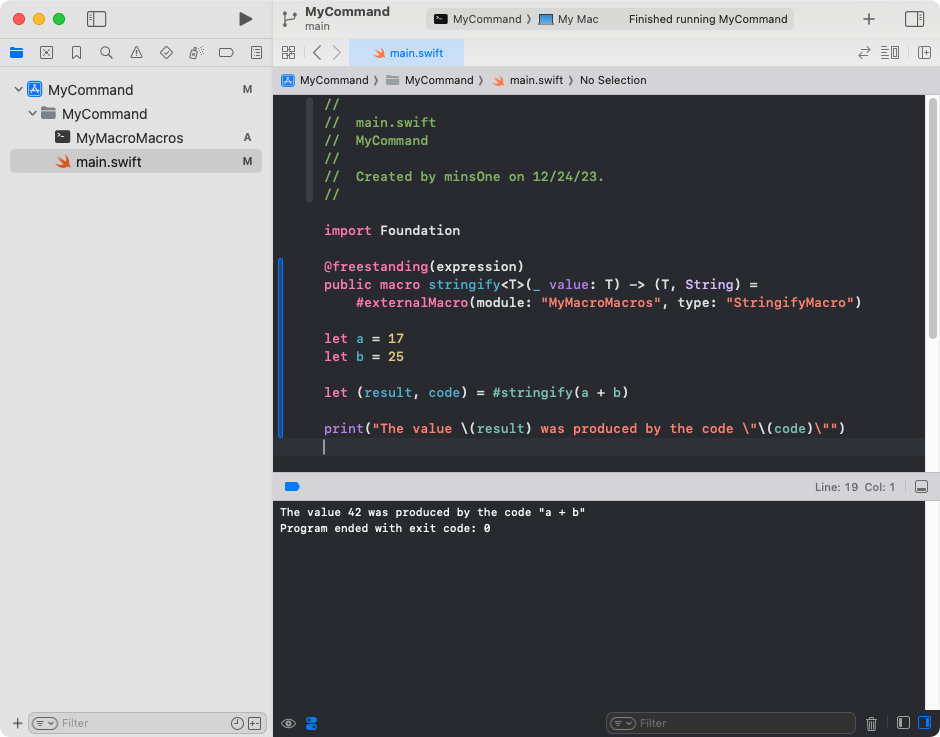 MyCommand
main
MyCommand
My Mac
Finished running MyCommand
main.swift
MyCommand
MyCommand
main.swift
No Selection
MyCommand M
MyCommand
MyMacroMacros A
main.swift M
//
//  main.swift
//  MyCommand
//
//  Created by minsOne on 12/24/23.
//
import Foundation
@freestanding(expression)
public macro stringify<T>(_ value: T) -> (T, String) =
    #externalMacro(module: "MyMacroMacros", type: "StringifyMacro")
let a = 17
let b = 25
let (result, code) = #stringify(a + b)
print("The value \(result) was produced by the code \"\(code)\"")
Line: 19  Col: 1
The value 42 was produced by the code "a + b"
Program ended with exit code: 0
Filter
Filter